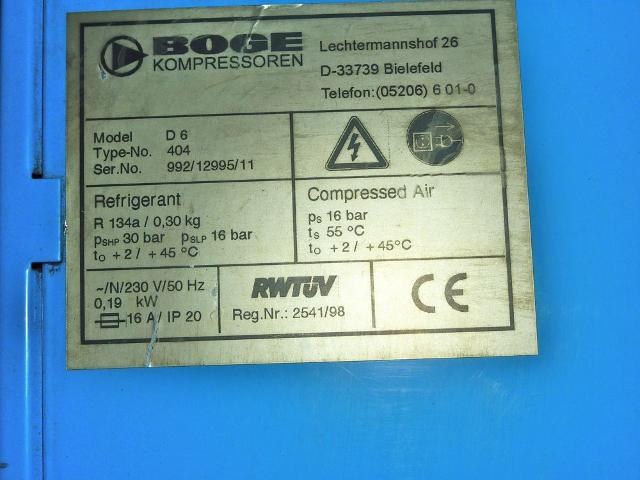 BOGE
KOMPRESSOREN
Lechtermannshof 26
D-33739 Bielefeld
Telefon:(05206) 6 01-0
Model D 6
Type-No. 404
Ser.No. 992/12995/11
Refrigerant
R 134a / 0,30 kg
pSHP 30 bar pSLP 16 bar
to + 2 / + 45 °C
Compressed Air
ps 16 bar
ts 55 °C
to + 2 / + 45°C
~/N/230 V/50 Hz
0,19 kW
16 A / IP 20
RWTÜV
Reg.Nr.: 2541/98
CE